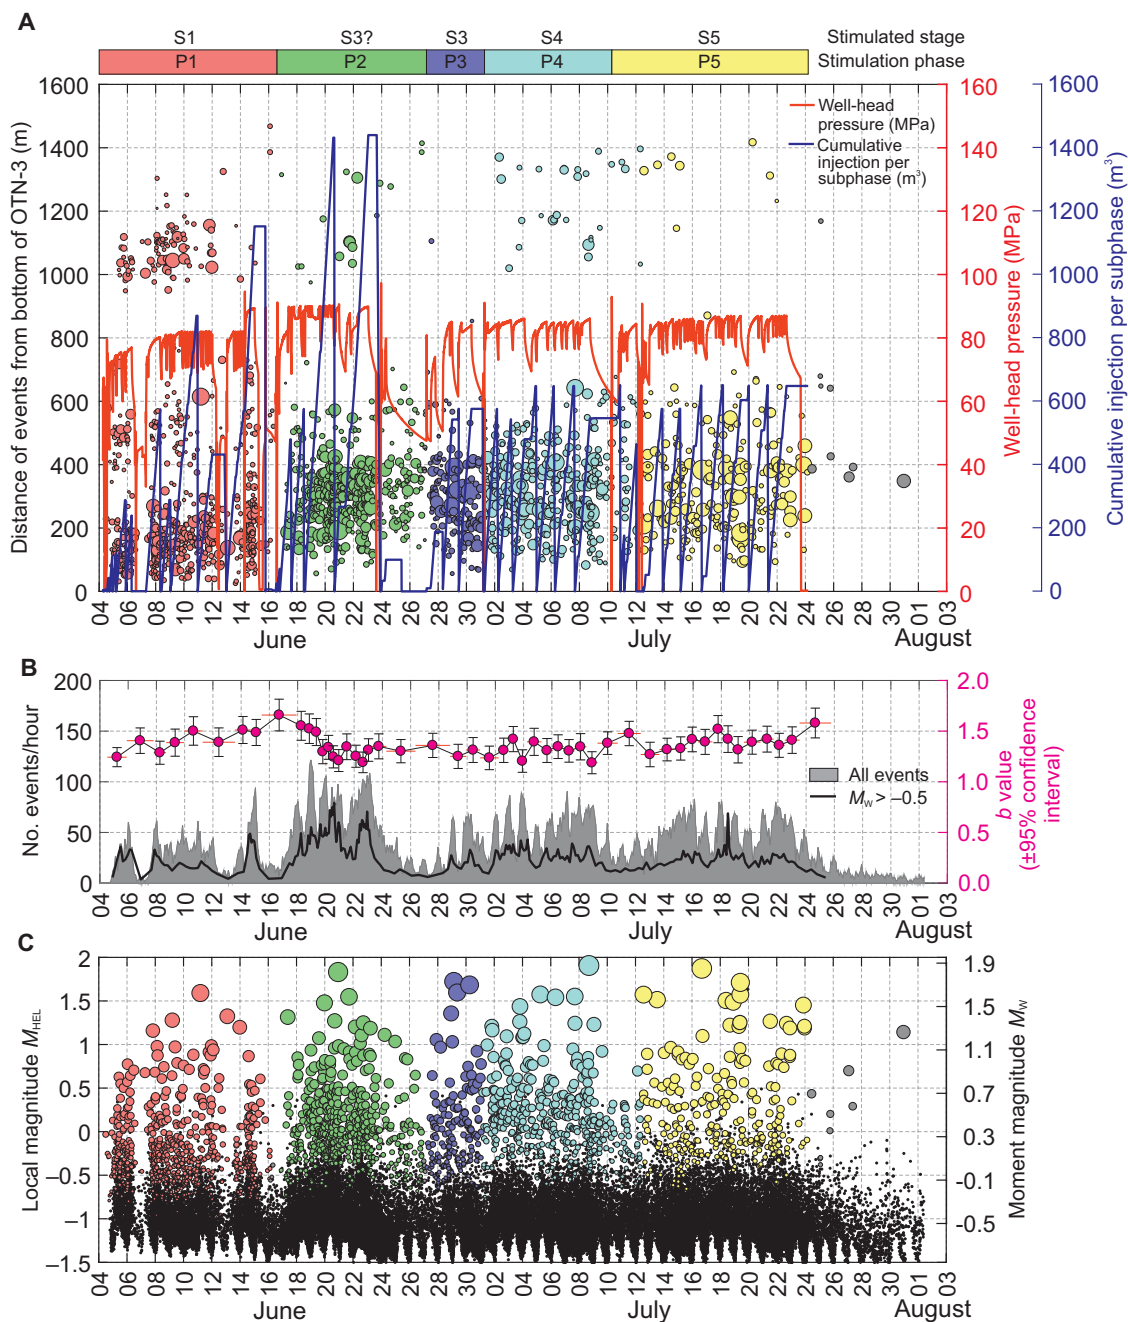 A
S1 S3? S3 S4 S5 Stimulated stage
P1 P2 P3 P4 P5 Stimulation phase
1600 160 1600
Well-head
pressure (MPa)
Cumulative
injection per
subphase (m³)
1400 140 1400
1200 120 1200
1000 100 1000
800 80 800
600 60 600
400 40 400
200 20 200
0 0 0
Distance of events from bottom of OTN-3 (m)
Well-head pressure (MPa)
Cumulative injection per subphase (m³)
04 06 08 10 12 14 16 18 20 22 24 26 28 30 02 04 06 08 10 12 14 16 18 20 22 24 26 28 30 01 03
June July August
B
200 2.0
150 1.5
100 1.0
50 0.5
0 0.0
No. events/hour
All events
Mw > –0.5
b value
(±95% confidence
interval)
04 06 08 10 12 14 16 18 20 22 24 26 28 30 02 04 06 08 10 12 14 16 18 20 22 24 26 28 30 01 03
June July August
C
2 1.9
1.5 1.5
1 1.1
0.5 0.7
0 0.3
–0.5 -0.1
–1 -0.5
–1.5
Local magnitude MHEL
Moment magnitude Mw
04 06 08 10 12 14 16 18 20 22 24 26 28 30 02 04 06 08 10 12 14 16 18 20 22 24 26 28 30 01 03
June July August